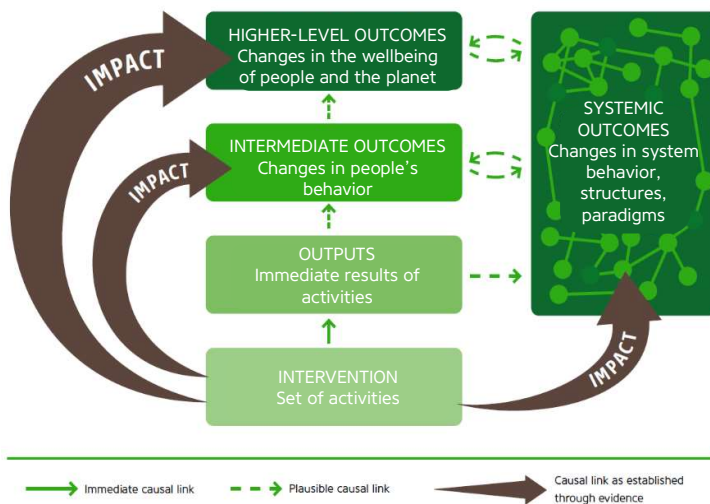 IMPACT
HIGHER-LEVEL OUTCOMES
Changes in the wellbeing
of people and the planet
IMPACT
INTERMEDIATE OUTCOMES
Changes in people's
behavior
SYSTEMIC
OUTCOMES
Changes in system
behavior,
structures,
paradigms
OUTPUTS
Immediate results of
activities
INTERVENTION
Set of activities
IMPACT
Immediate causal link
Plausible causal link
Causal link as established
through evidence